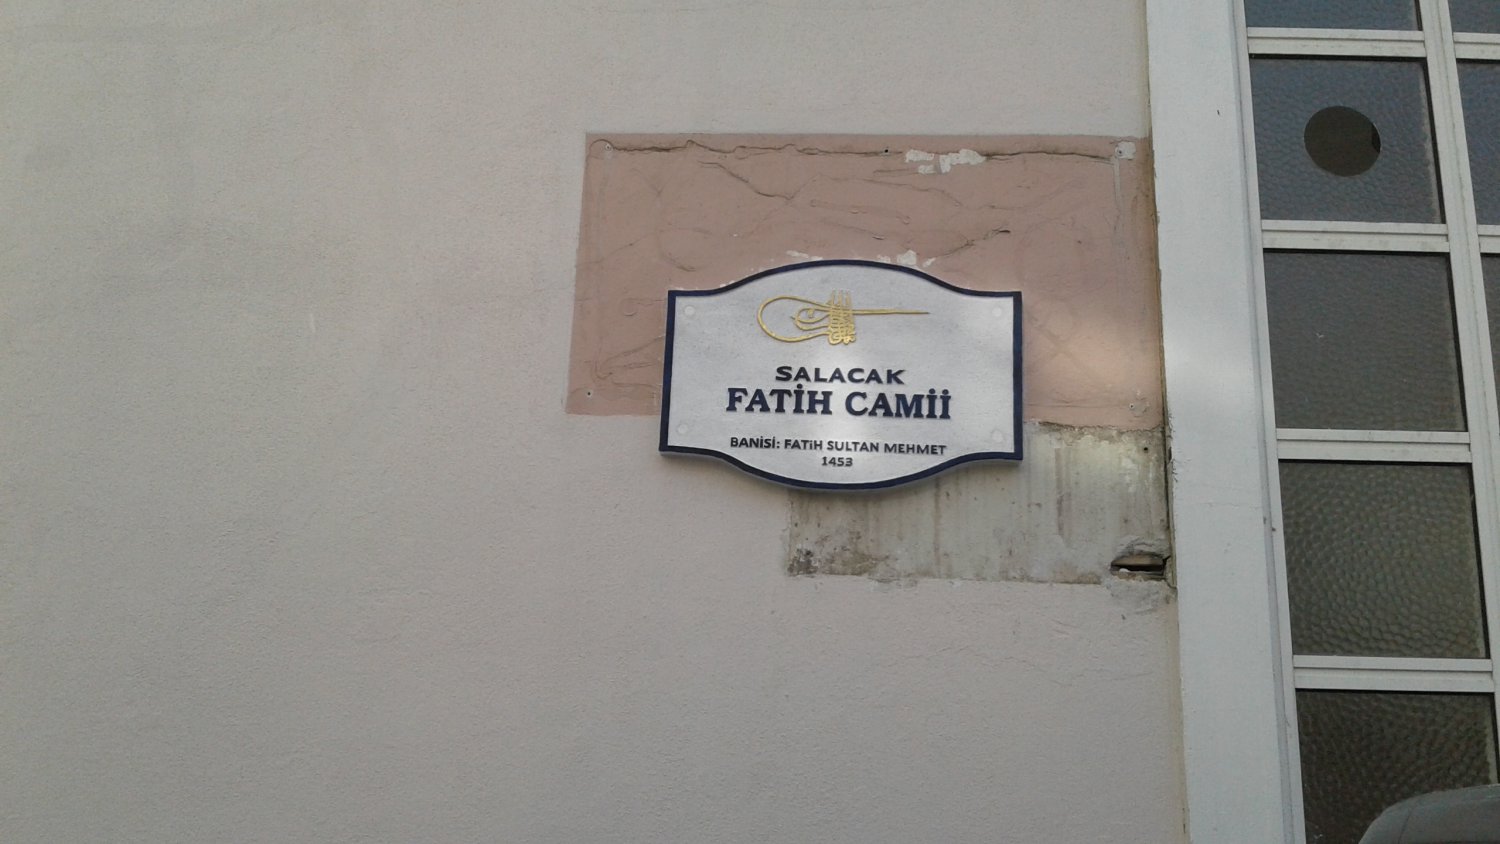 SALACAK
FATİH CAMİİ
BANİSİ: FATİH SULTAN MEHMET
1453